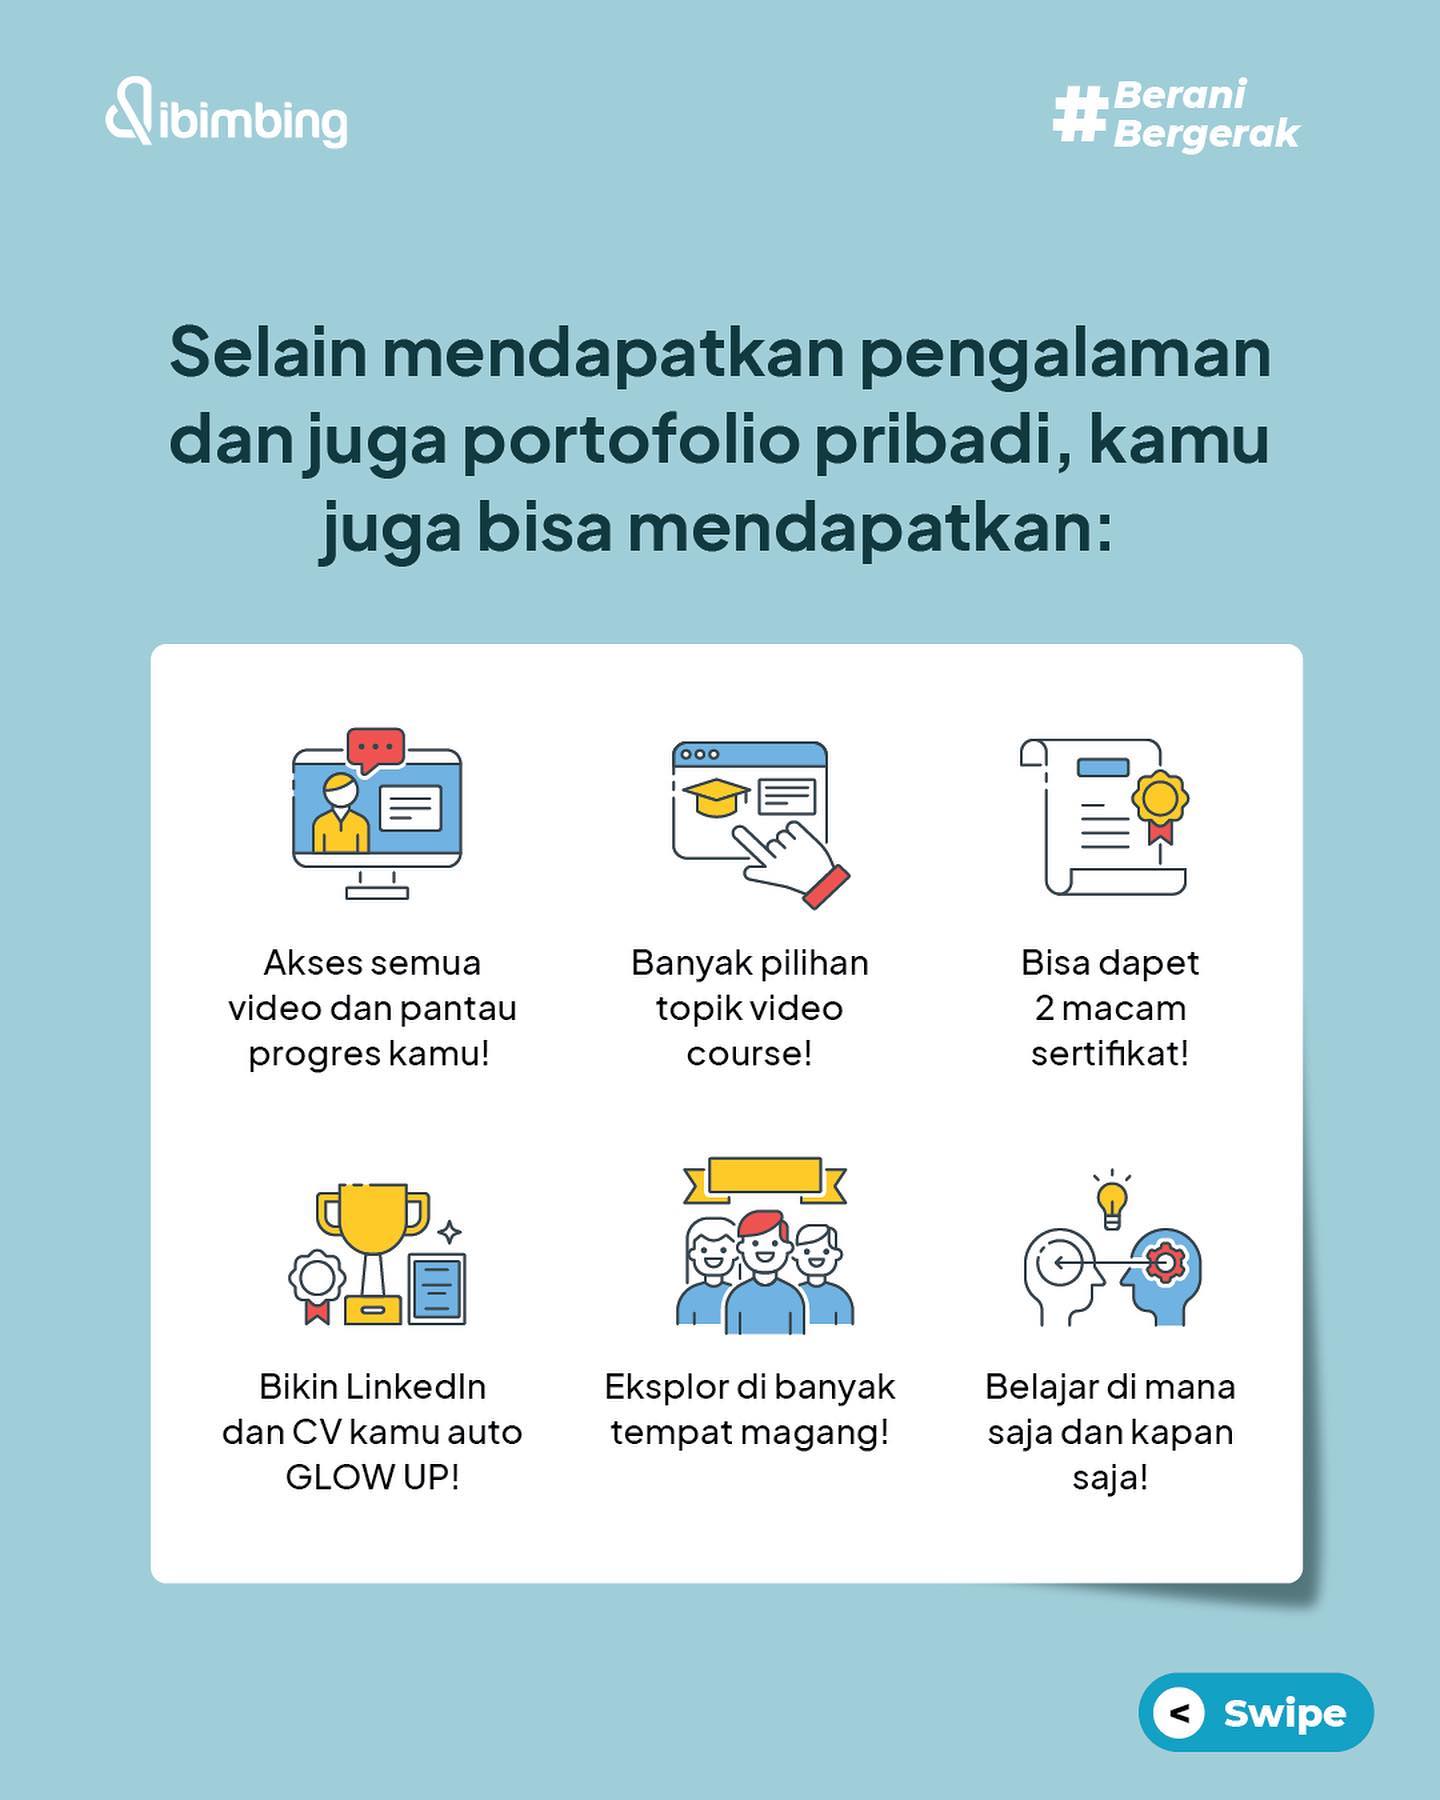 dibimbing
#Berani
Bergerak
Selain mendapatkan pengalaman
dan juga portofolio pribadi, kamu
juga bisa mendapatkan:
Akses semua
video dan pantau
progres kamu!
Banyak pilihan
topik video
course!
Bisa dapet
2 macam
sertifikat!
Bikin LinkedIn
dan CV kamu auto
GLOW UP!
Eksplor di banyak
tempat magang!
Belajar di mana
saja dan kapan
saja!
< Swipe